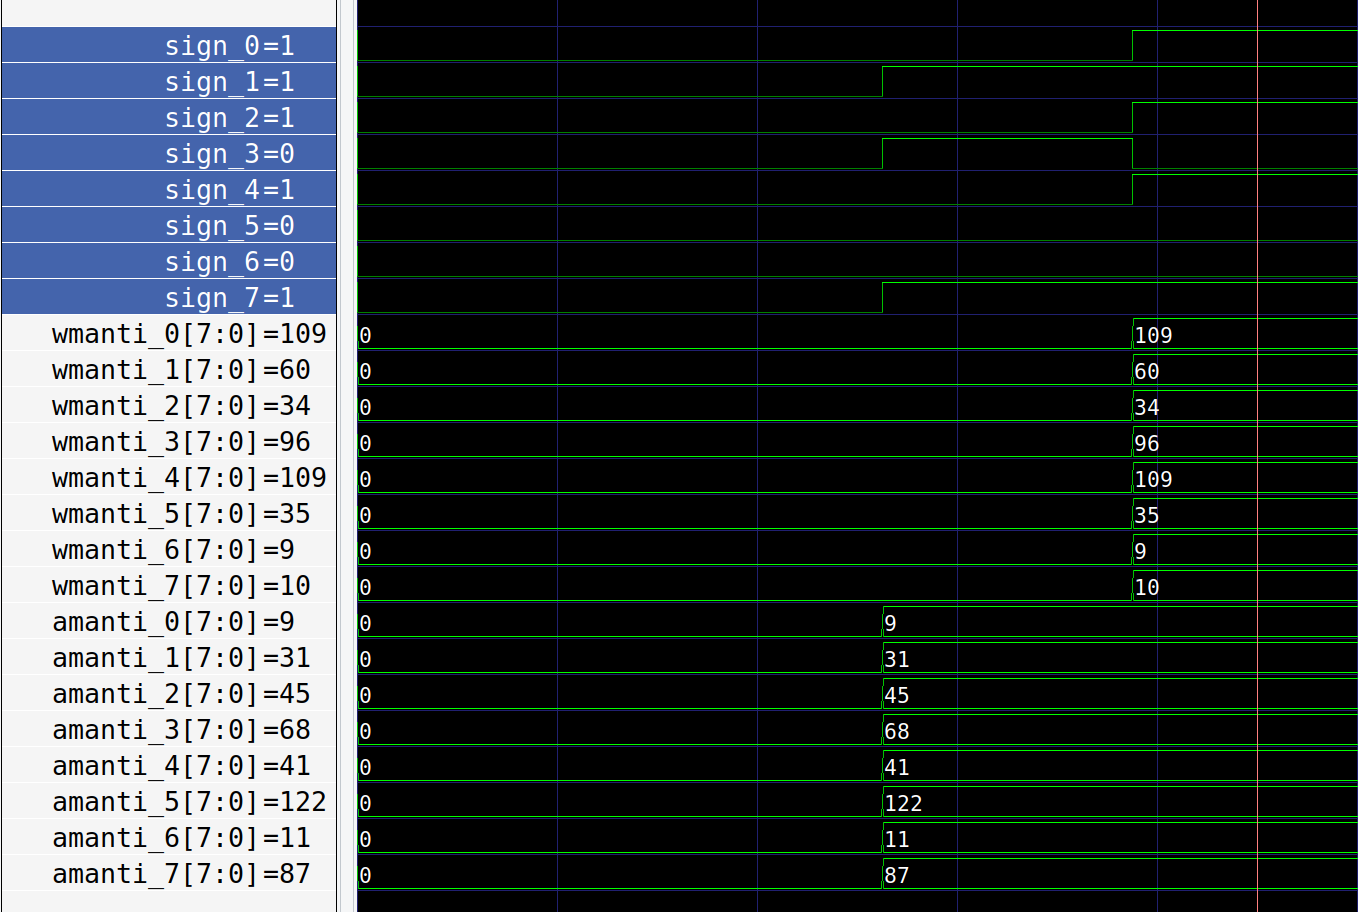 sign_0=1
sign_1=1
sign_2=1
sign_3=0
sign_4=1
sign_5=0
sign_6=0
sign_7=1
wmanti_0[7:0]=109 0 109
wmanti_1[7:0]=60 0 60
wmanti_2[7:0]=34 0 34
wmanti_3[7:0]=96 0 96
wmanti_4[7:0]=109 0 109
wmanti_5[7:0]=35 0 35
wmanti_6[7:0]=9 0 9
wmanti_7[7:0]=10 0 10
amanti_0[7:0]=9 0 9
amanti_1[7:0]=31 0 31
amanti_2[7:0]=45 0 45
amanti_3[7:0]=68 0 68
amanti_4[7:0]=41 0 41
amanti_5[7:0]=122 0 122
amanti_6[7:0]=11 0 11
amanti_7[7:0]=87 0 87